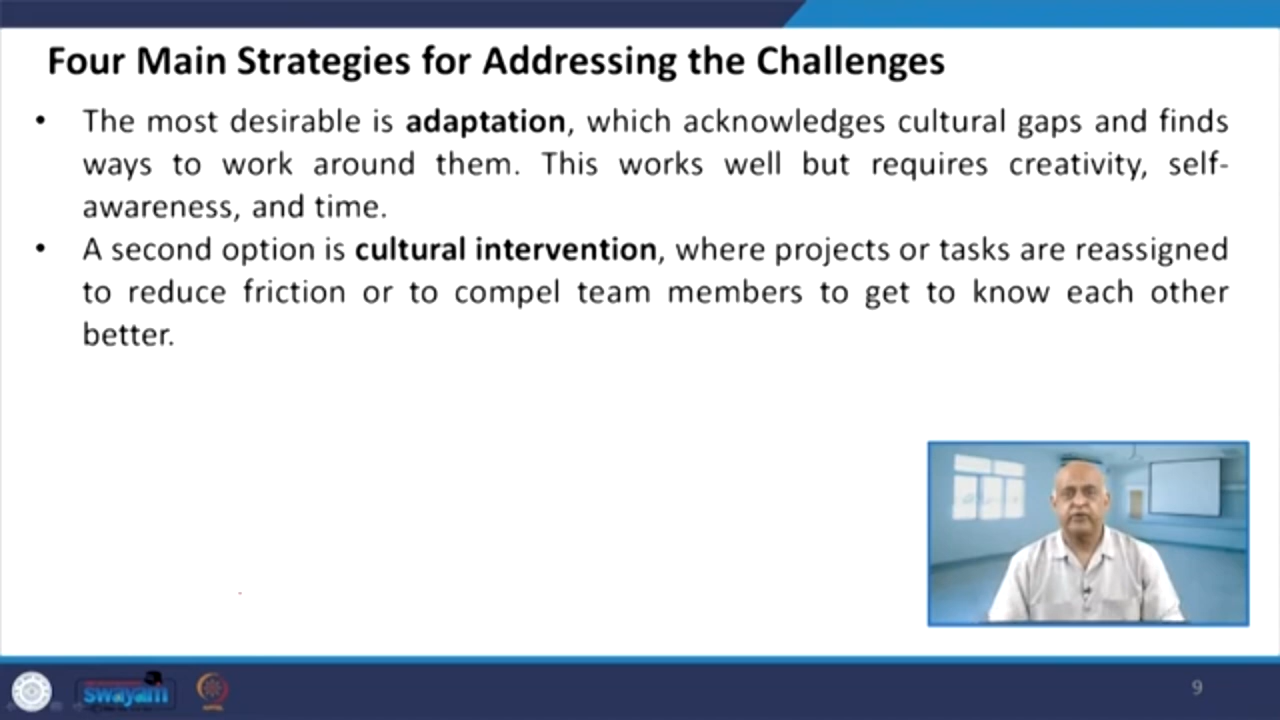 Four Main Strategies for Addressing the Challenges
• The most desirable is adaptation, which acknowledges cultural gaps and finds
ways to work around them. This works well but requires creativity, self-
awareness, and time.
• A second option is cultural intervention, where projects or tasks are reassigned
to reduce friction or to compel team members to get to know each other
better.
swayam
9